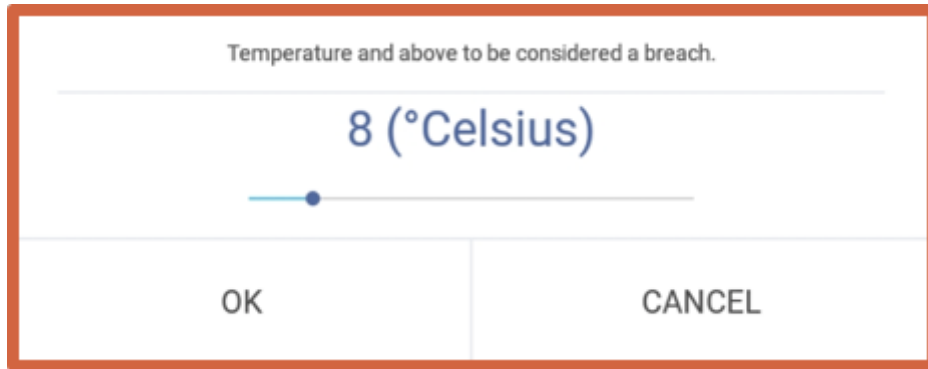 Temperature and above to be considered a breach.
8 (°Celsius)
OK
CANCEL